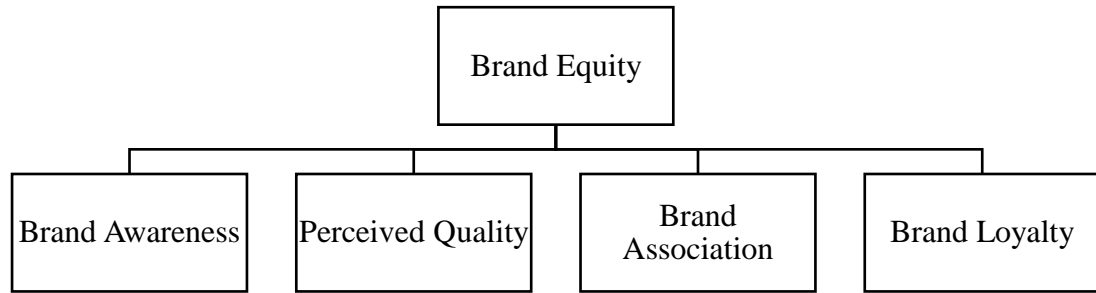 Brand Equity
Brand Awareness
Perceived Quality
Brand
Association
Brand Loyalty